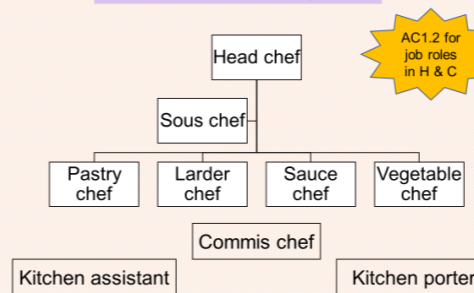 AC1.2 for
job roles
in H & C
Head chef
Sous chef
Pastry
chef
Larder
chef
Sauce
chef
Vegetable
chef
Commis chef
Kitchen assistant
Kitchen porter